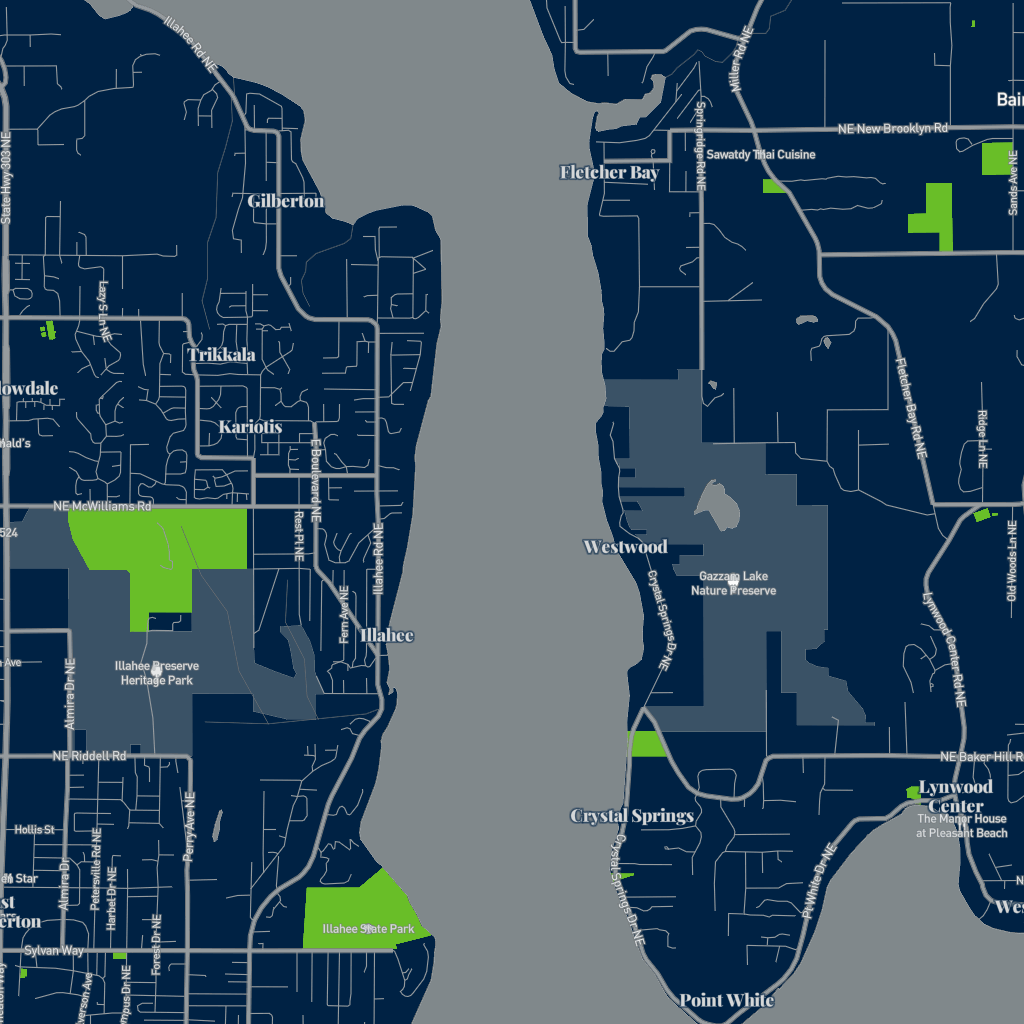 Illahee Rd NE
Miller Rd NE
Bain
State Hwy 303 NE
Springridge Rd NE
NE New Brooklyn Rd
Sawatdy Thai Cuisine
Fletcher Bay
Sands Ave NE
Gilberton
Lazy S Ln NE
Trikkala
lowdale
Fletcher Bay Rd NE
Kariotis
nald's
E Boulevard NE
Ridge Ln NE
NE McWilliams Rd
Rest Pl NE
524
Illahee Rd NE
Westwood
Old Woods Ln NE
Gazzam Lake
Nature Preserve
Crystal Springs Dr NE
Fern Ave NE
Lynwood Center Rd NE
Illahee
n Ave
Illahee Preserve
Heritage Park
Almira Dr NE
NE Riddell Rd
NE Baker Hill R
Lynwood
Center
Crystal Springs
The Manor House
at Pleasant Beach
Hollis St
Perry Ave NE
Petersville Rd NE
Almira Dr
Harbel Dr NE
Crystal Springs Dr NE
Pt White Dr NE
en Star
st
erton
Wes
Illahee State Park
Forest Dr NE
Sylvan Way
Point White